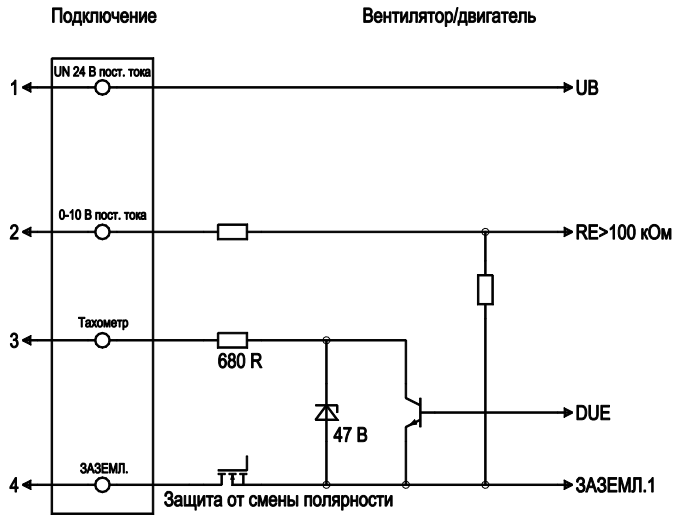 Подключение Вентилятор/двигатель
UN 24 В пост. тока
1 UB
0-10 В пост. тока
2 RE>100 кОм
Тахометр
3
680 R
DUE
47 В
ЗАЗЕМЛ.
4 ЗАЗЕМЛ.1
Защита от смены полярности